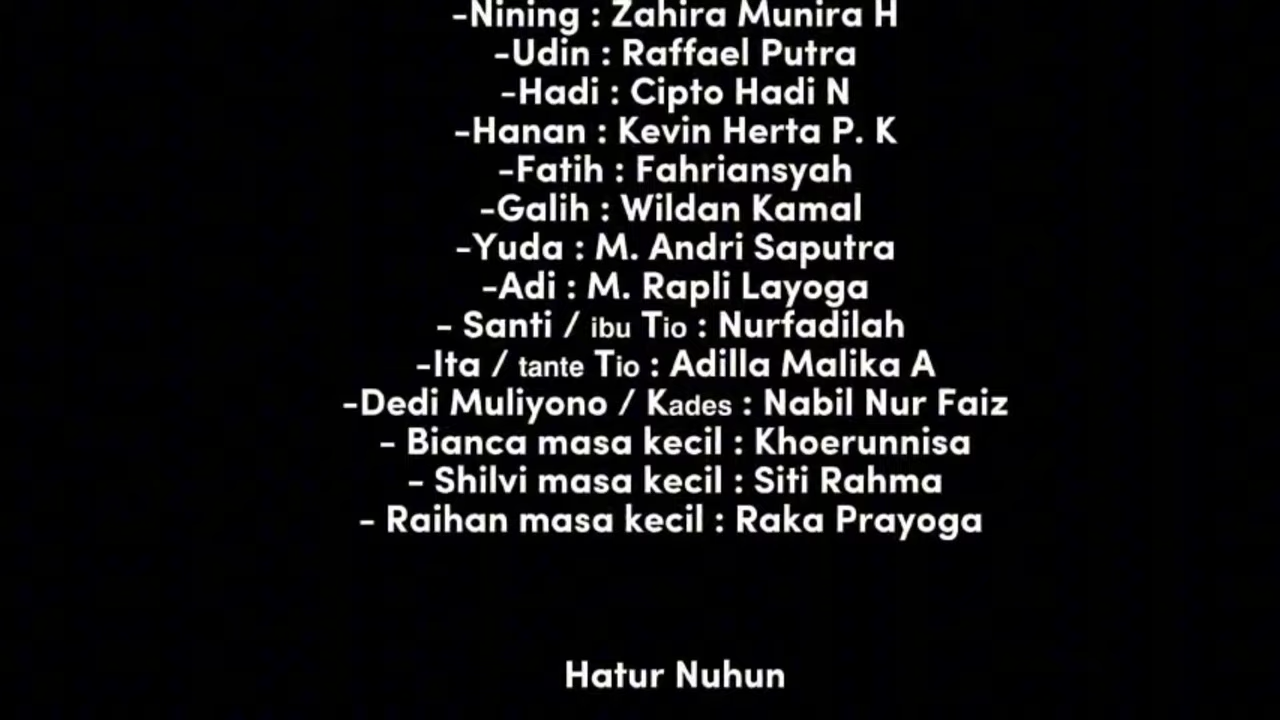 -Nining : Zahira Munira H
-Udin : Raffael Putra
-Hadi : Cipto Hadi N
-Hanan : Kevin Herta P. K
-Fatih : Fahriansyah
-Galih : Wildan Kamal
-Yuda : M. Andri Saputra
-Adi : M. Rapli Layoga
- Santi / ibu Tio : Nurfadilah
-Ita / tante Tio : Adilla Malika A
-Dedi Muliyono / Kades : Nabil Nur Faiz
- Bianca masa kecil : Khoerunnisa
- Shilvi masa kecil : Siti Rahma
- Raihan masa kecil : Raka Prayoga
Hatur Nuhun